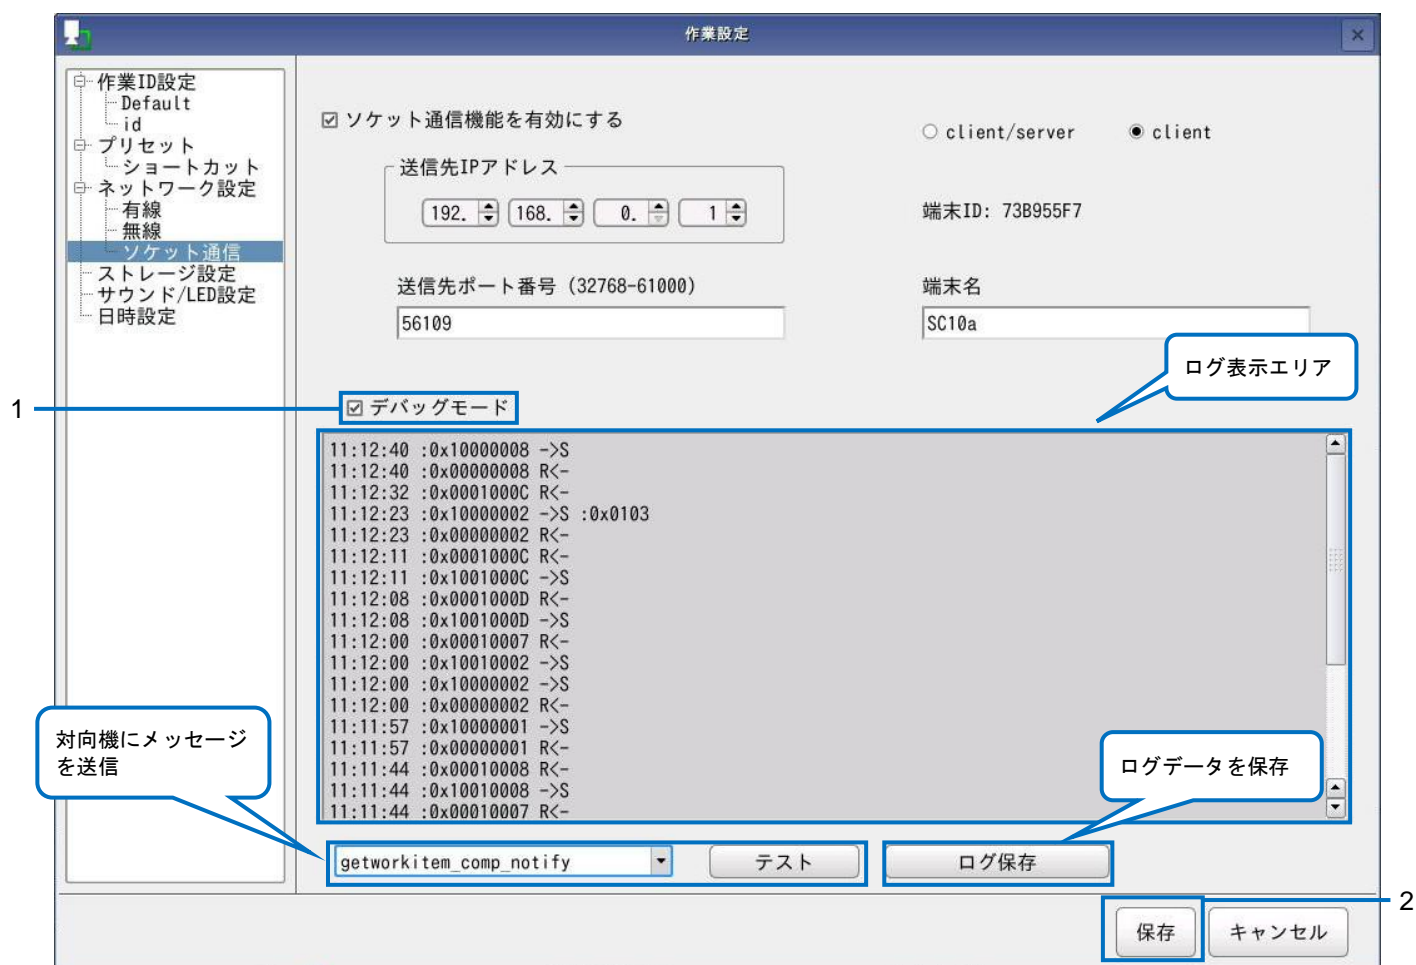 作業設定
作業ID設定
Default
id
プリセット
ショートカット
ネットワーク設定
有線
無線
ソケット通信
ストレージ設定
サウンド/LED設定
日時設定
ソケット通信機能を有効にする
client/server
client
送信先IPアドレス
192. 168. 0. 1
端末ID: 73B955F7
送信先ポート番号 (32768-61000)
端末名
56109
SC10a
ログ表示エリア
1
デバッグモード
11:12:40 :0x10000008 ->S
11:12:40 :0x00000008 R<-
11:12:32 :0x0001000C R<-
11:12:23 :0x10000002 ->S :0x0103
11:12:23 :0x00000002 R<-
11:12:11 :0x0001000C R<-
11:12:11 :0x1001000C ->S
11:12:08 :0x0001000D R<-
11:12:08 :0x1001000D ->S
11:12:00 :0x00010007 R<-
11:12:00 :0x10010002 ->S
11:12:00 :0x10000002 ->S
11:12:00 :0x00000002 R<-
11:11:57 :0x10000001 ->S
11:11:57 :0x00000001 R<-
11:11:44 :0x00010008 R<-
11:11:44 :0x10010008 ->S
11:11:44 :0x00010007 R<-
対向機にメッセージ
を送信
ログデータを保存
getworkitem_comp_notify
テスト
ログ保存
2
保存
キャンセル